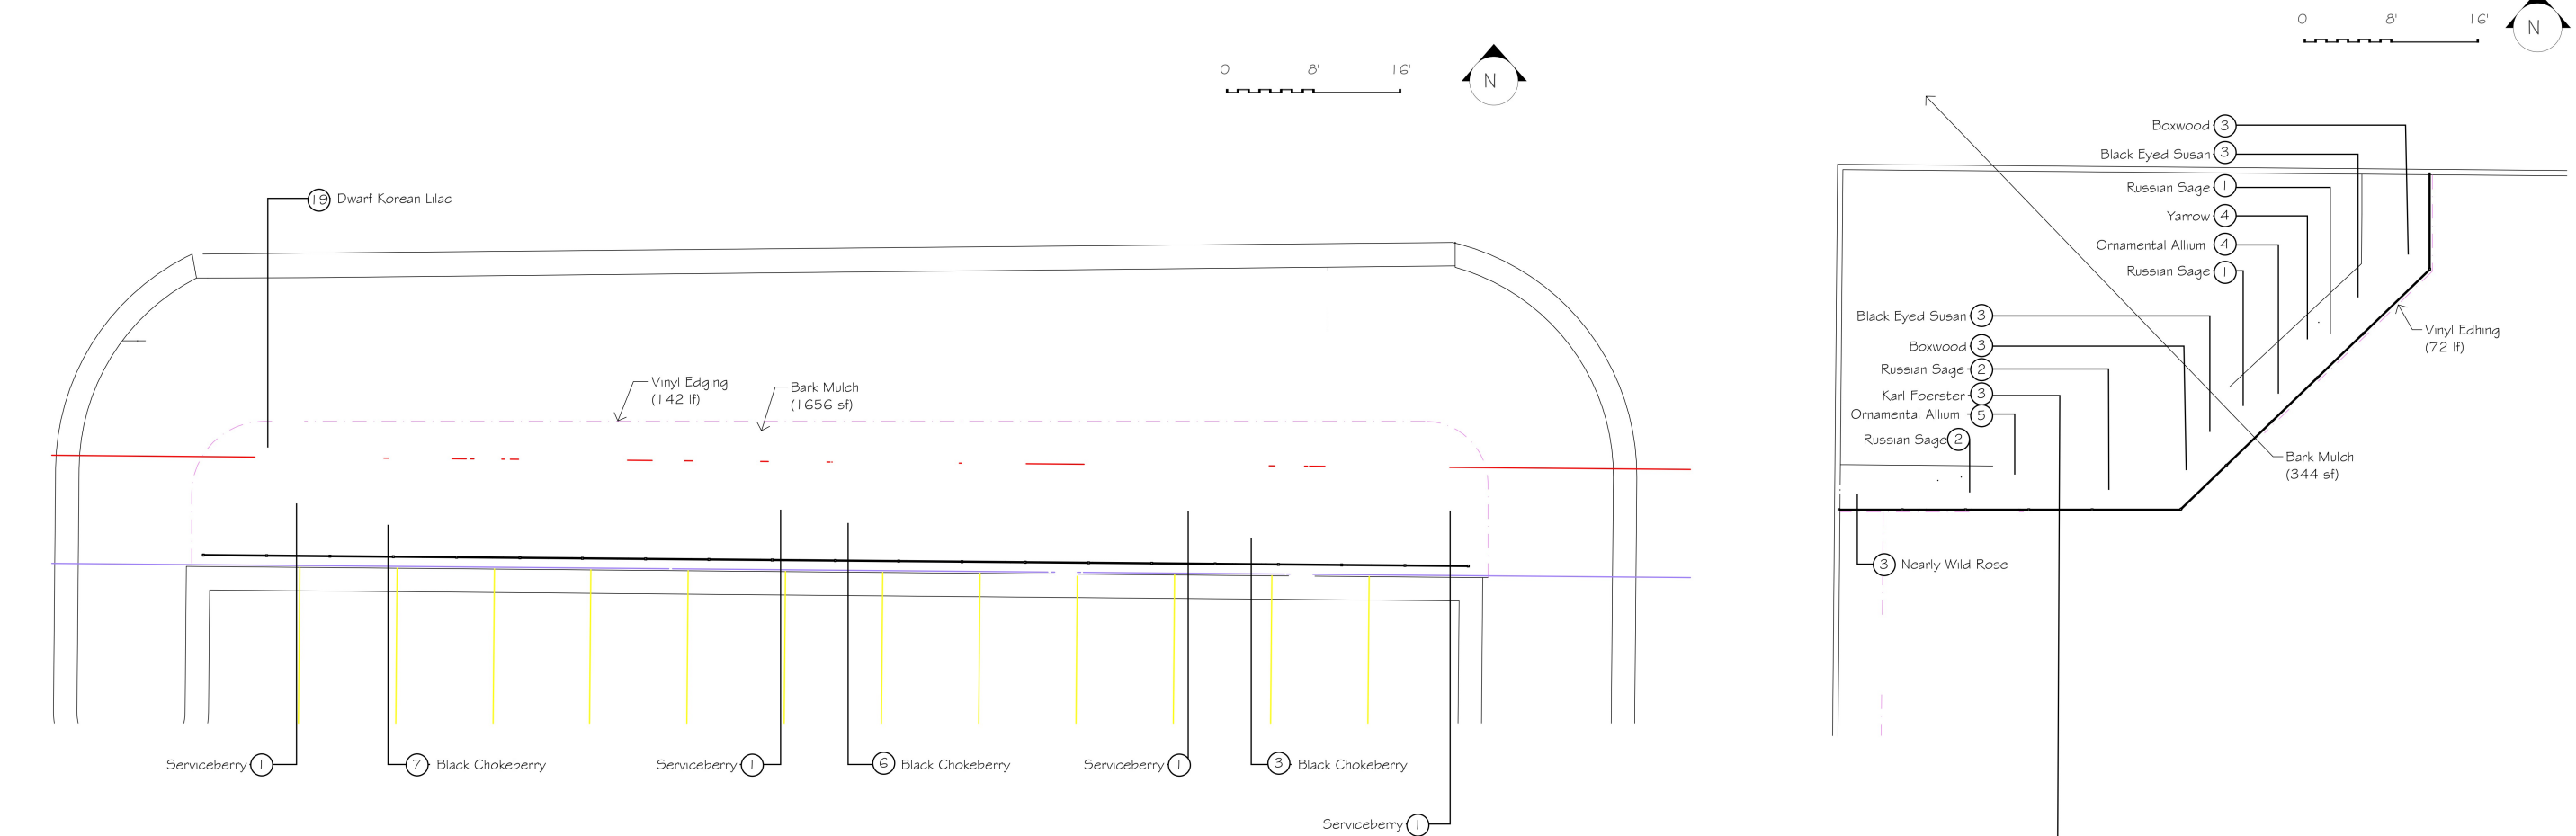 0 8' 16'
N
19 Dwarf Korean Lilac
Vinyl Edging
(142 lf)
Bark Mulch
(1656 sf)
Serviceberry 1
7 Black Chokeberry
Serviceberry 1
6 Black Chokeberry
Serviceberry 1
3 Black Chokeberry
Serviceberry 1
0 8' 16'
N
Boxwood 3
Black Eyed Susan 3
Russian Sage 1
Yarrow 4
Ornamental Allium 4
Russian Sage 1
Black Eyed Susan 3
Boxwood 3
Russian Sage 2
Karl Foerster 3
Ornamental Allium 5
Russian Sage 2
Vinyl Edhing
(72 lf)
Bark Mulch
(344 sf)
3 Nearly Wild Rose